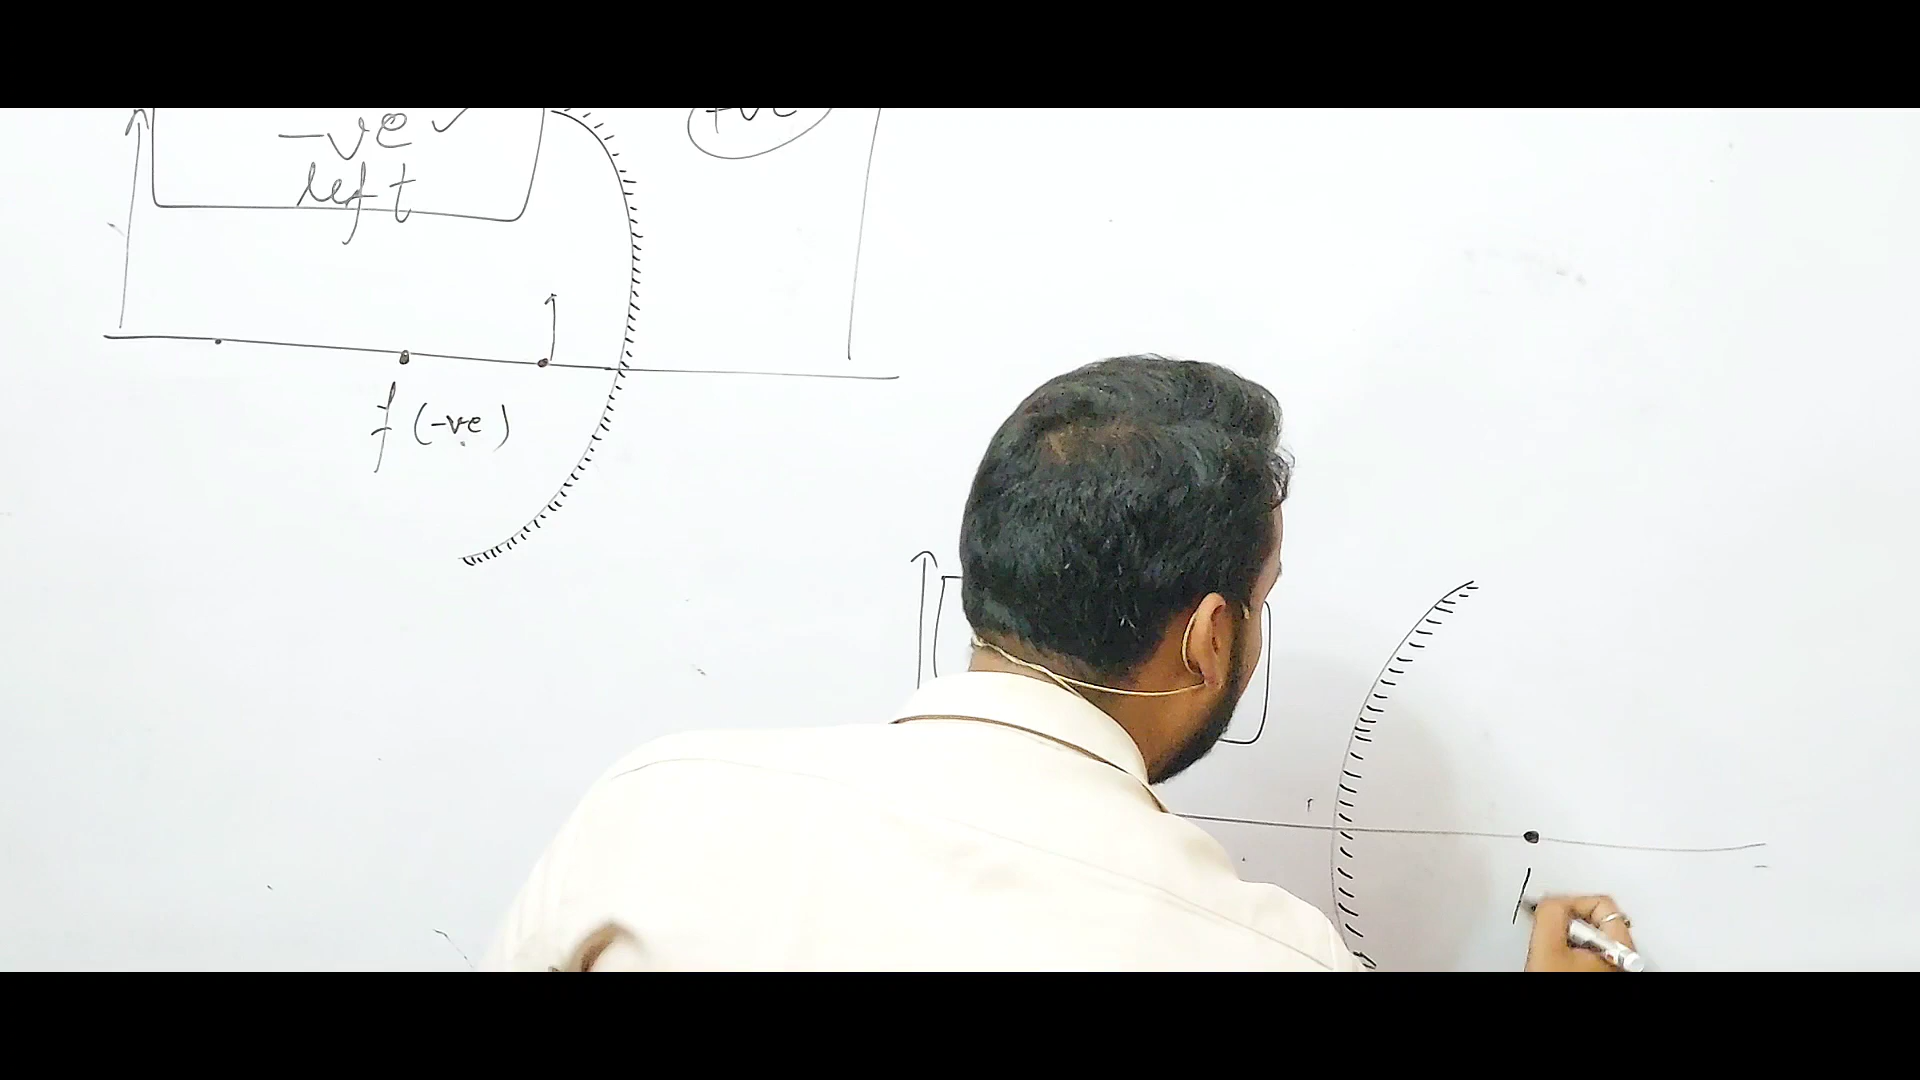 -ve ✓
left
+ve
f (-ve)